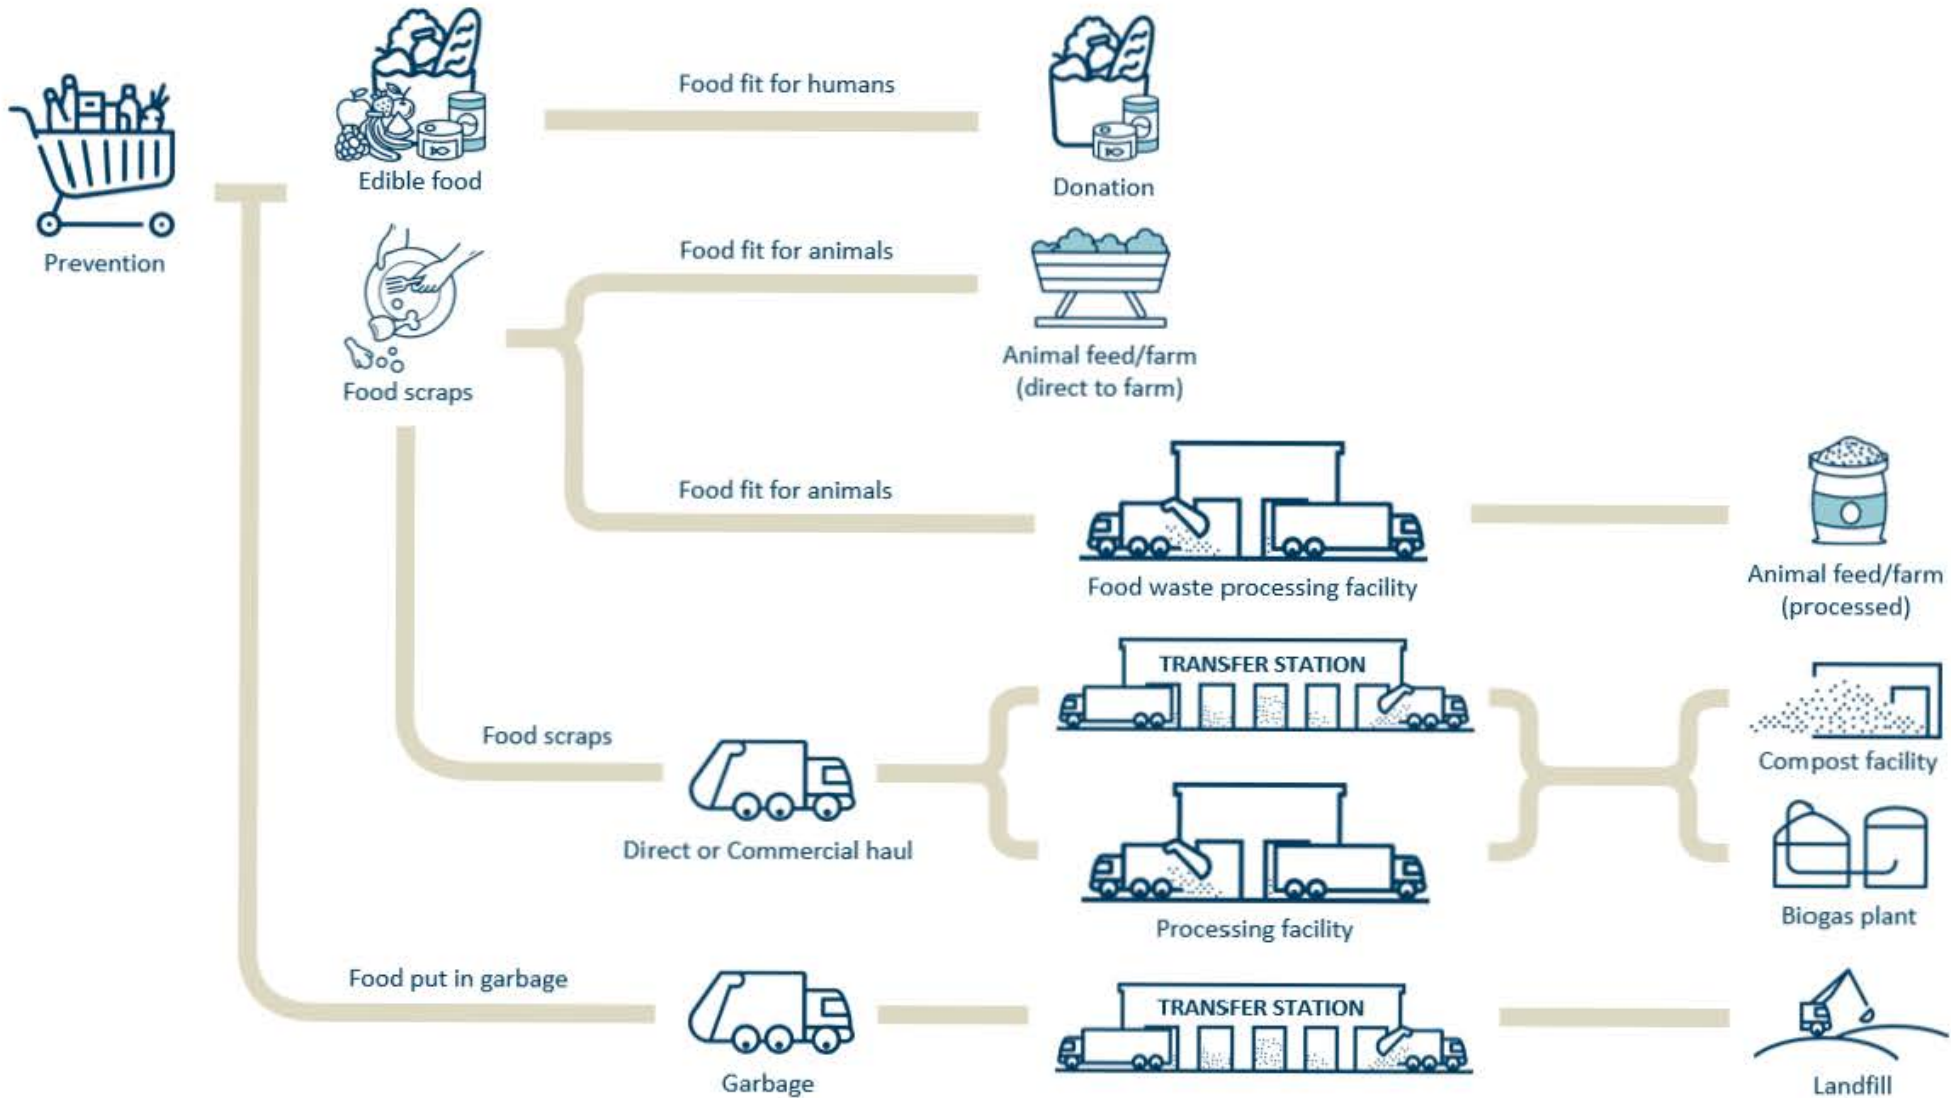 Food fit for humans
Edible food
Donation
Prevention
Food fit for animals
Animal feed/farm
(direct to farm)
Food scraps
Food fit for animals
Food waste processing facility
Animal feed/farm
(processed)
TRANSFER STATION
Food scraps
Compost facility
Direct or Commercial haul
Processing facility
Biogas plant
Food put in garbage
TRANSFER STATION
Garbage
Landfill